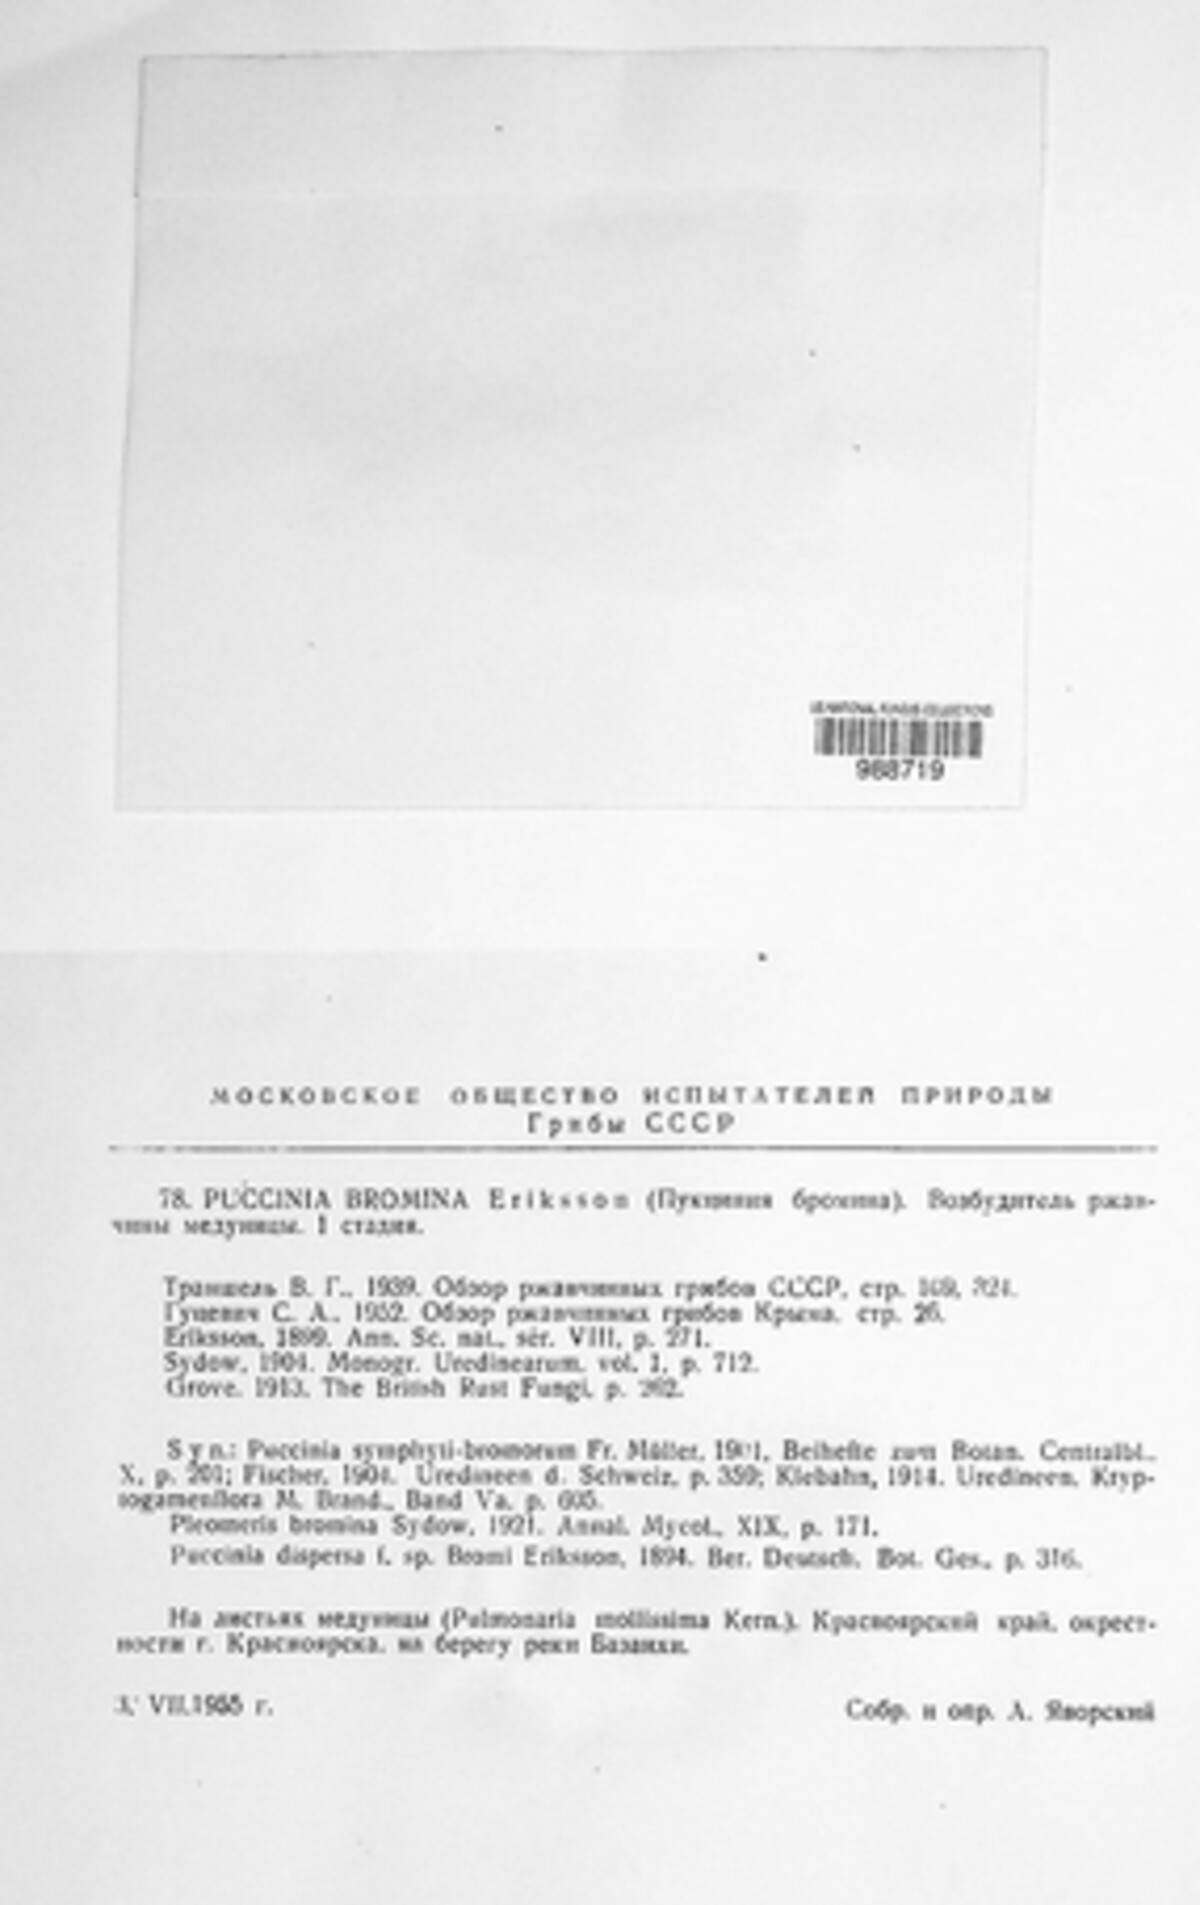 US NATIONAL FUNGUS COLLECTIONS
988719
МОСКОВСКОЕ ОБЩЕСТВО ИСПЫТАТЕЛЕЙ ПРИРОДЫ
Грибы СССР
78. PUCCINIA BROMINA Eriksson (Пукциния бромина). Возбудитель ржав-
чины медуницы. I стадия.
Траншель В. Г., 1939. Обзор ржавчинных грибов СССР, стр. 169, 324.
Гуцевич С. А., 1952. Обзор ржавчинных грибов Крыма, стр. 26.
Eriksson, 1899. Ann. Sc. nat., sér. VIII, p. 271.
Sydow, 1904. Monogr. Uredinearum, vol. 1, p. 712.
Grove, 1913. The British Rust Fungi, p. 262.
Syn.: Puccinia symphyti-bromorum Fr. Müller, 1901, Beihefte zum Botan. Centralbl.,
X, p. 201; Fischer, 1904. Uredineen d. Schweiz, p. 359; Klebahn, 1914. Uredineen, Kryp-
togamenflora M. Brand., Band Va, p. 605.
Pleomeris bromina Sydow, 1921. Annal. Mycol., XIX, p. 171.
Puccinia dispersa f. sp. Bromi Eriksson, 1894. Ber. Deutsch. Bot. Ges., p. 316.
На листьях медуницы (Pulmonaria mollissima Kern.). Красноярский край, окрест-
ности г. Красноярска, на берегу реки Базаихи.
VII.1955 г.
Собр. и опр. А. Яворский